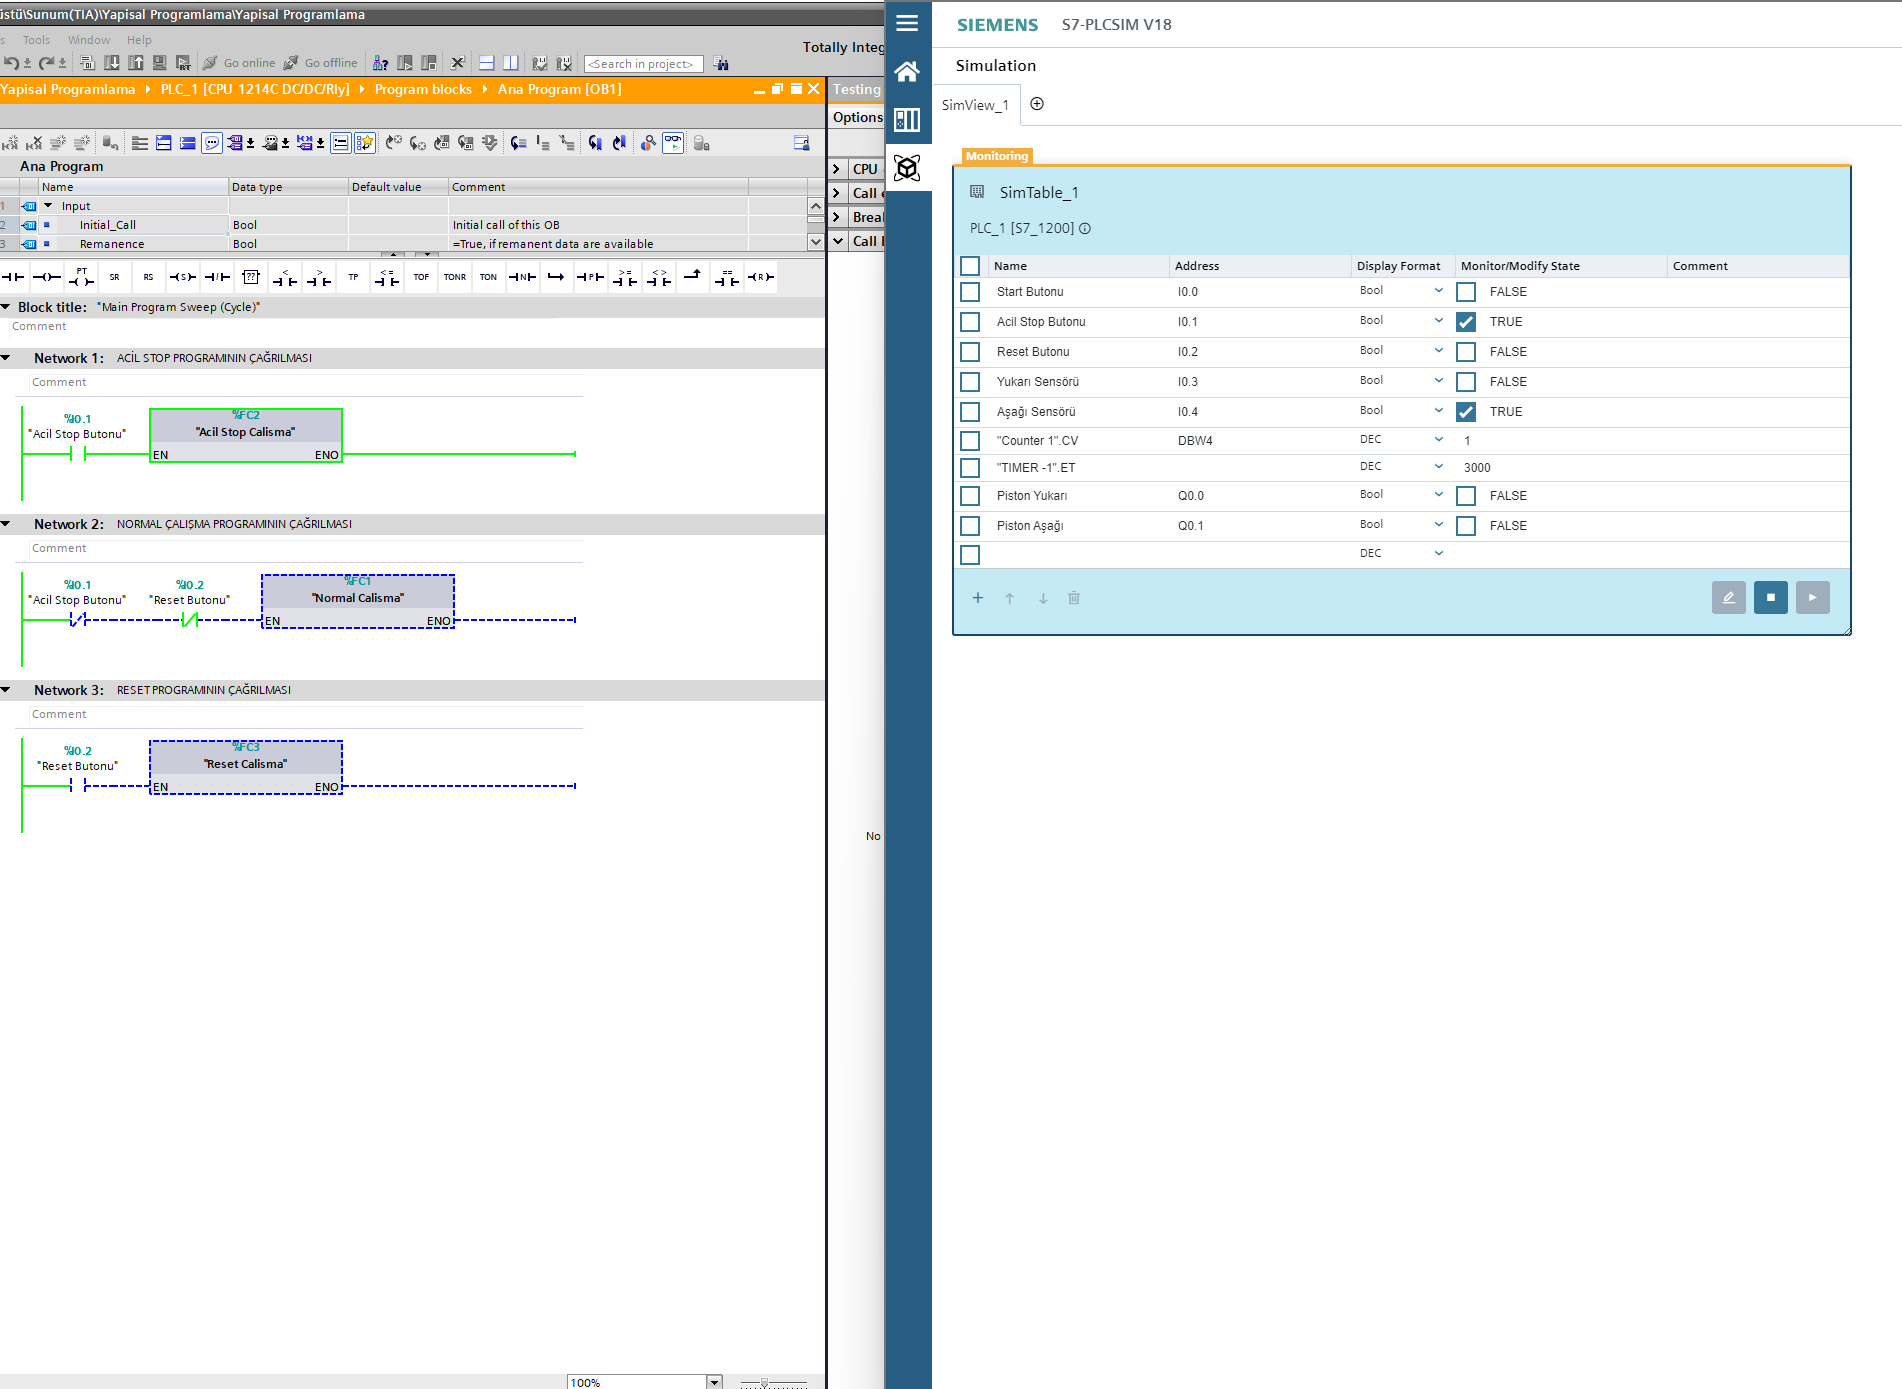 üstü\Sunum(TIA)\Yapisal Programlama\Yapisal Programlama
s Tools Window Help
Go online Go offline <Search in project>
Totally Integ
Yapisal Programlama PLC_1 [CPU 1214C DC/DC/Rly] Program blocks Ana Program [OB1]
Ana Program
Name Data type Default value Comment
1 Input
2 Initial_Call Bool Initial call of this OB
3 Remanence Bool =True, if remanent data are available
PT SR RS (S) ?? < > TP <= TOF TONR TON N P >= <> == (R)
Block title: "Main Program Sweep (Cycle)"
Comment
Network 1: ACİL STOP PROGRAMININ ÇAĞRILMASI
Comment
%I0.1
"Acil Stop Butonu"
%FC2
"Acil Stop Calisma"
EN ENO
Network 2: NORMAL ÇALIŞMA PROGRAMININ ÇAĞRILMASI
Comment
%I0.1
"Acil Stop Butonu"
%I0.2
"Reset Butonu"
%FC1
"Normal Calisma"
EN ENO
Network 3: RESET PROGRAMININ ÇAĞRILMASI
Comment
%I0.2
"Reset Butonu"
%FC3
"Reset Calisma"
EN ENO
100%
Testing
Options
CPU
Call
Brea
Call
No
SIEMENS S7-PLCSIM V18
Simulation
SimView_1
Monitoring
SimTable_1
PLC_1 [S7_1200]
Name Address Display Format Monitor/Modify State Comment
Start Butonu I0.0 Bool FALSE
Acil Stop Butonu I0.1 Bool TRUE
Reset Butonu I0.2 Bool FALSE
Yukarı Sensörü I0.3 Bool FALSE
Aşağı Sensörü I0.4 Bool TRUE
"Counter 1".CV DBW4 DEC 1
"TIMER -1".ET DEC 3000
Piston Yukarı Q0.0 Bool FALSE
Piston Aşağı Q0.1 Bool FALSE
DEC